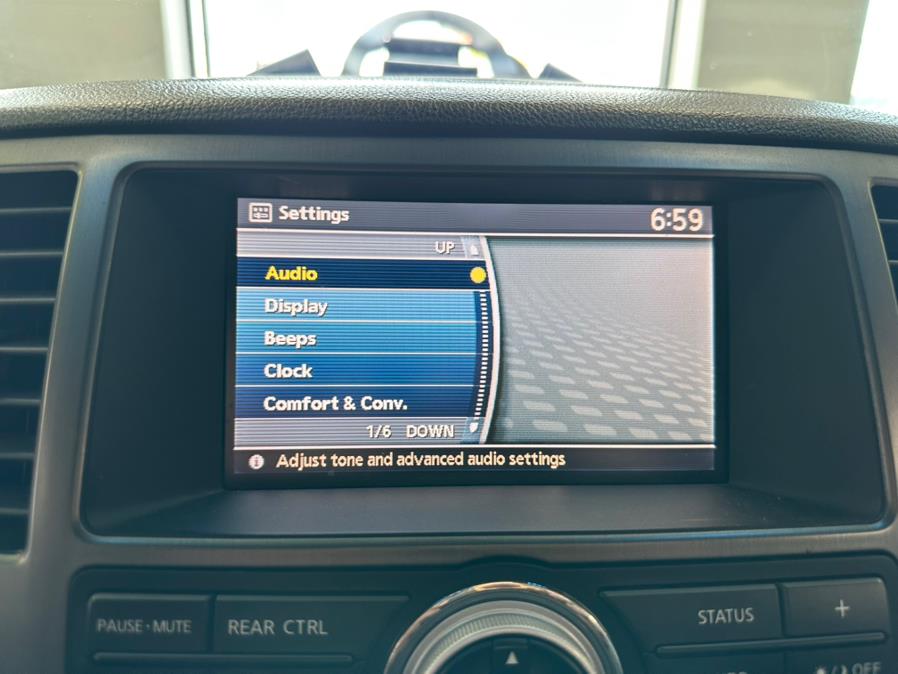 Settings 6:59
UP
Audio
Display
Beeps
Clock
Comfort & Conv.
1/6 DOWN
i Adjust tone and advanced audio settings
PAUSE·MUTE REAR CTRL STATUS +
OFF